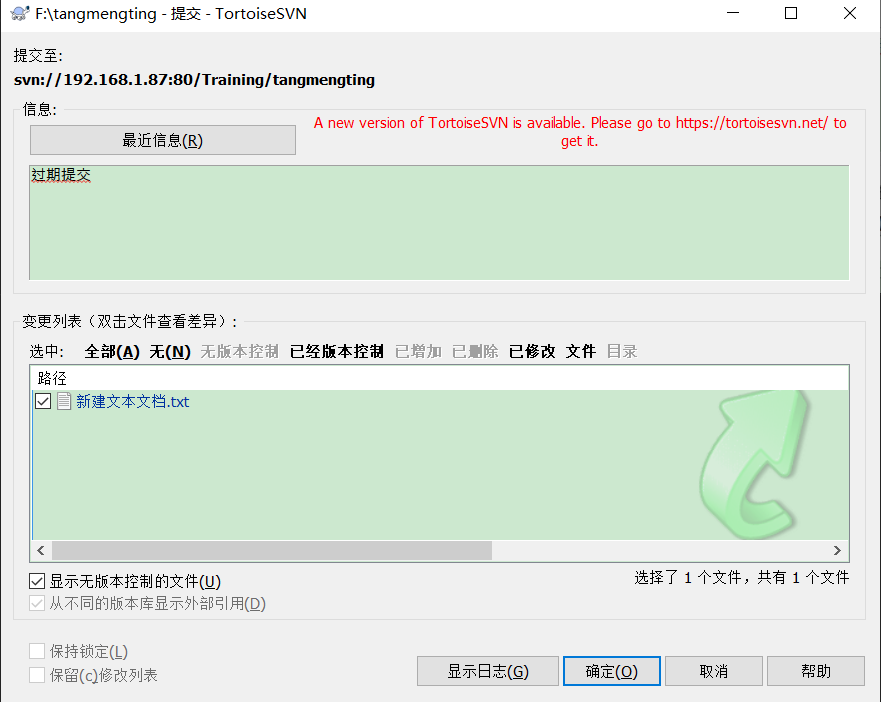 F:\tangmengting - 提交 - TortoiseSVN
提交至:
svn://192.168.1.87:80/Training/tangmengting
信息:
最近信息(R)
A new version of TortoiseSVN is available. Please go to https://tortoisesvn.net/ to
get it.
过期提交
变更列表（双击文件查看差异）:
选中: 全部(A) 无(N) 无版本控制 已经版本控制 已增加 已删除 已修改 文件 目录
路径
新建文本文档.txt
显示无版本控制的文件(U)
选择了 1 个文件，共有 1 个文件
从不同的版本库显示外部引用(D)
保持锁定(L)
保留(c)修改列表
显示日志(G) 确定(O) 取消 帮助